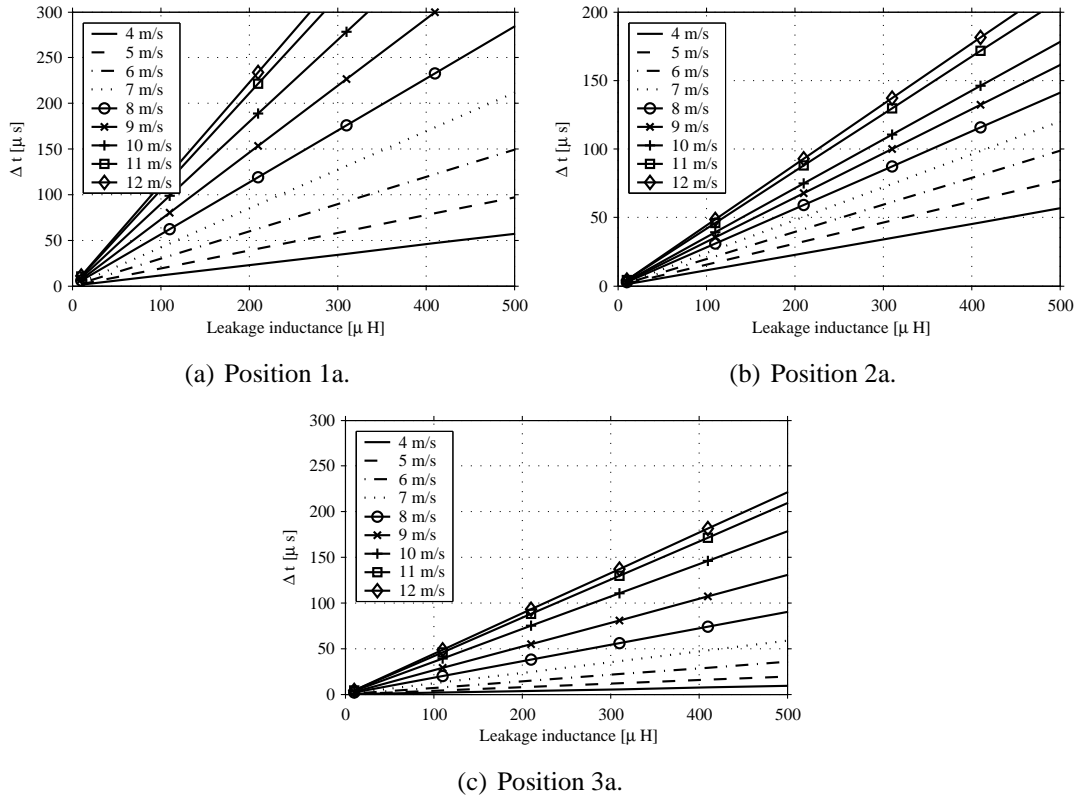 300
250
200
150
100
50
0
Δ t [μ s]
4 m/s
5 m/s
6 m/s
7 m/s
8 m/s
9 m/s
10 m/s
11 m/s
12 m/s
0 100 200 300 400 500
Leakage inductance [μ H]
(a) Position 1a.
200
150
100
50
0
Δ t [μ s]
4 m/s
5 m/s
6 m/s
7 m/s
8 m/s
9 m/s
10 m/s
11 m/s
12 m/s
0 100 200 300 400 500
Leakage inductance [μ H]
(b) Position 2a.
300
250
200
150
100
50
0
Δ t [μ s]
4 m/s
5 m/s
6 m/s
7 m/s
8 m/s
9 m/s
10 m/s
11 m/s
12 m/s
0 100 200 300 400 500
Leakage inductance [μ H]
(c) Position 3a.